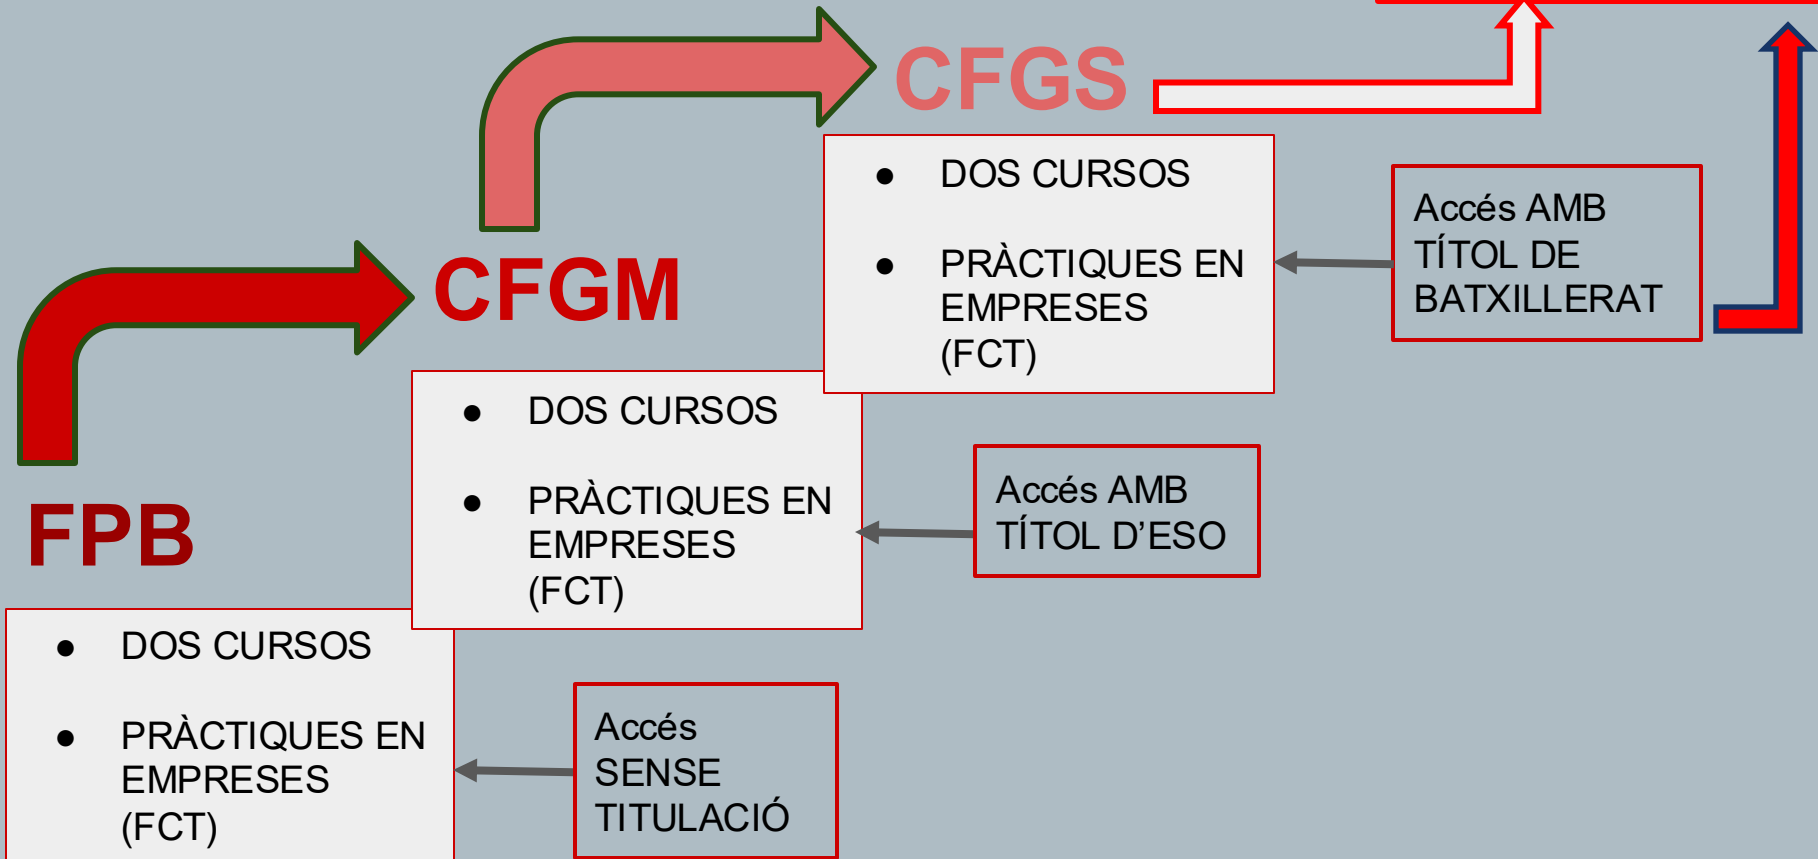 CFGS
● DOS CURSOS
● PRÀCTIQUES EN
EMPRESES
(FCT)
Accés AMB
TÍTOL DE
BATXILLERAT
CFGM
● DOS CURSOS
● PRÀCTIQUES EN
EMPRESES
(FCT)
Accés AMB
TÍTOL D’ESO
FPB
● DOS CURSOS
● PRÀCTIQUES EN
EMPRESES
(FCT)
Accés
SENSE
TITULACIÓ